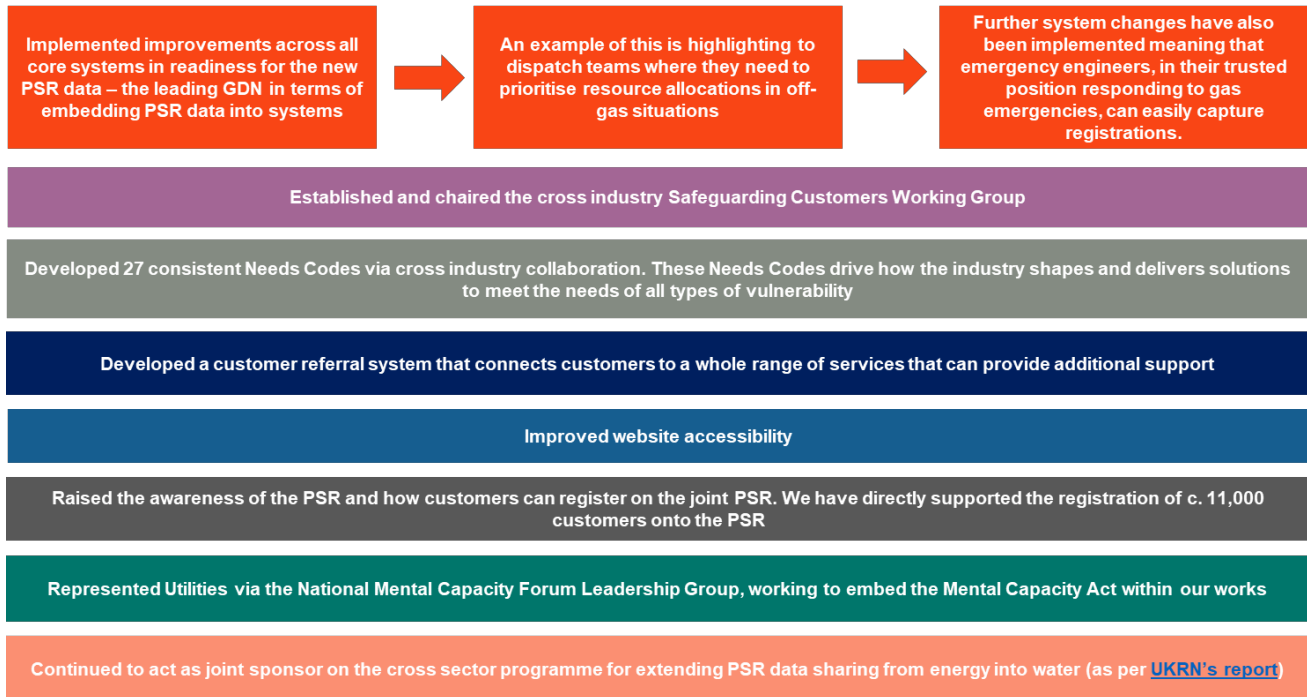 Implemented improvements across all
core systems in readiness for the new
PSR data – the leading GDN in terms of
embedding PSR data into systems
An example of this is highlighting to
dispatch teams where they need to
prioritise resource allocations in off-
gas situations
Further system changes have also
been implemented meaning that
emergency engineers, in their trusted
position responding to gas
emergencies, can easily capture
registrations.
Established and chaired the cross industry Safeguarding Customers Working Group
Developed 27 consistent Needs Codes via cross industry collaboration. These Needs Codes drive how the industry shapes and delivers solutions
to meet the needs of all types of vulnerability
Developed a customer referral system that connects customers to a whole range of services that can provide additional support
Improved website accessibility
Raised the awareness of the PSR and how customers can register on the joint PSR. We have directly supported the registration of c. 11,000
customers onto the PSR
Represented Utilities via the National Mental Capacity Forum Leadership Group, working to embed the Mental Capacity Act within our works
Continued to act as joint sponsor on the cross sector programme for extending PSR data sharing from energy into water (as per UKRN's report)